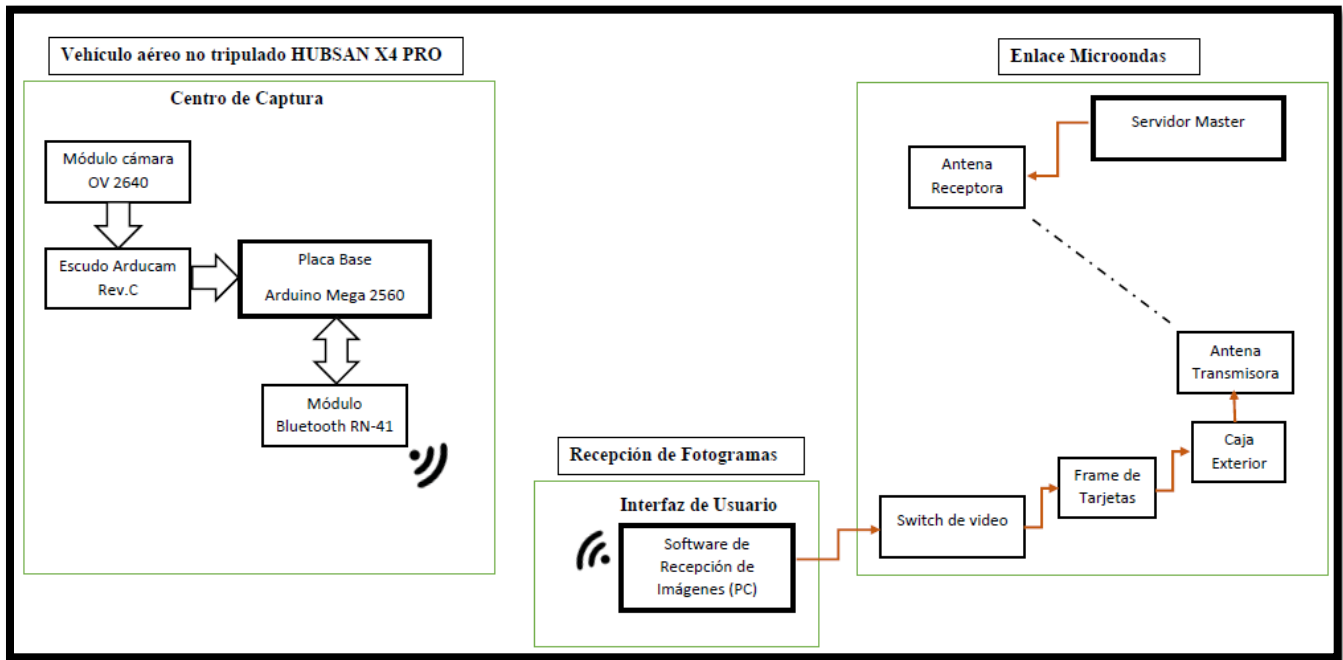 Vehículo aéreo no tripulado HUBSAN X4 PRO
Centro de Captura
Módulo cámara
OV 2640
Escudo Arducam
Rev.C
Placa Base
Arduino Mega 2560
Módulo
Bluetooth RN-41
Recepción de Fotogramas
Interfaz de Usuario
Software de
Recepción de
Imágenes (PC)
Enlace Microondas
Servidor Master
Antena
Receptora
Antena
Transmisora
Caja
Exterior
Frame de
Tarjetas
Switch de video